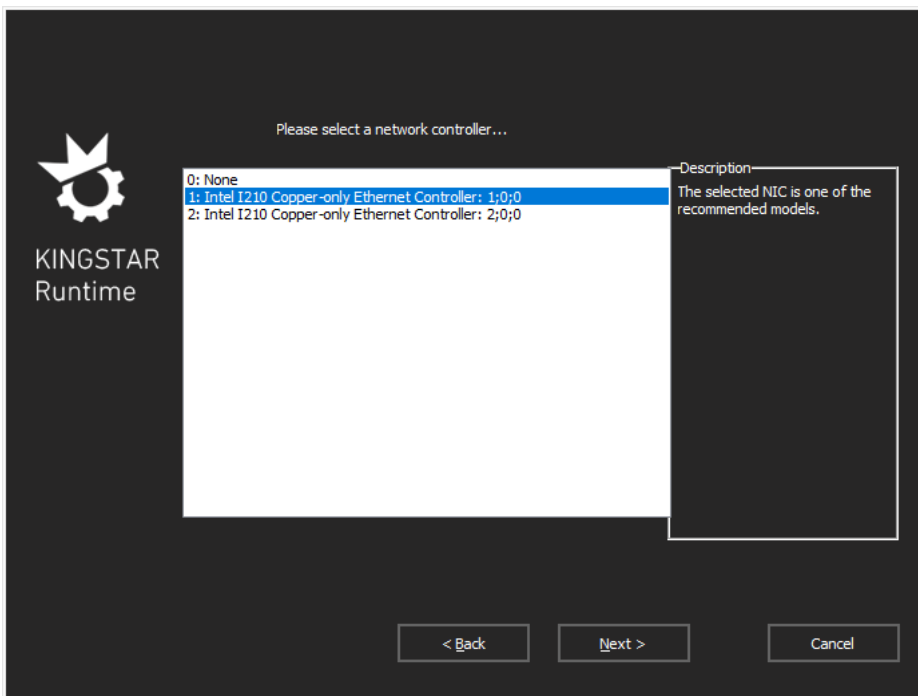 Please select a network controller...
KINGSTAR
Runtime
0: None
1: Intel I210 Copper-only Ethernet Controller: 1;0;0
2: Intel I210 Copper-only Ethernet Controller: 2;0;0
Description
The selected NIC is one of the
recommended models.
< Back
Next >
Cancel